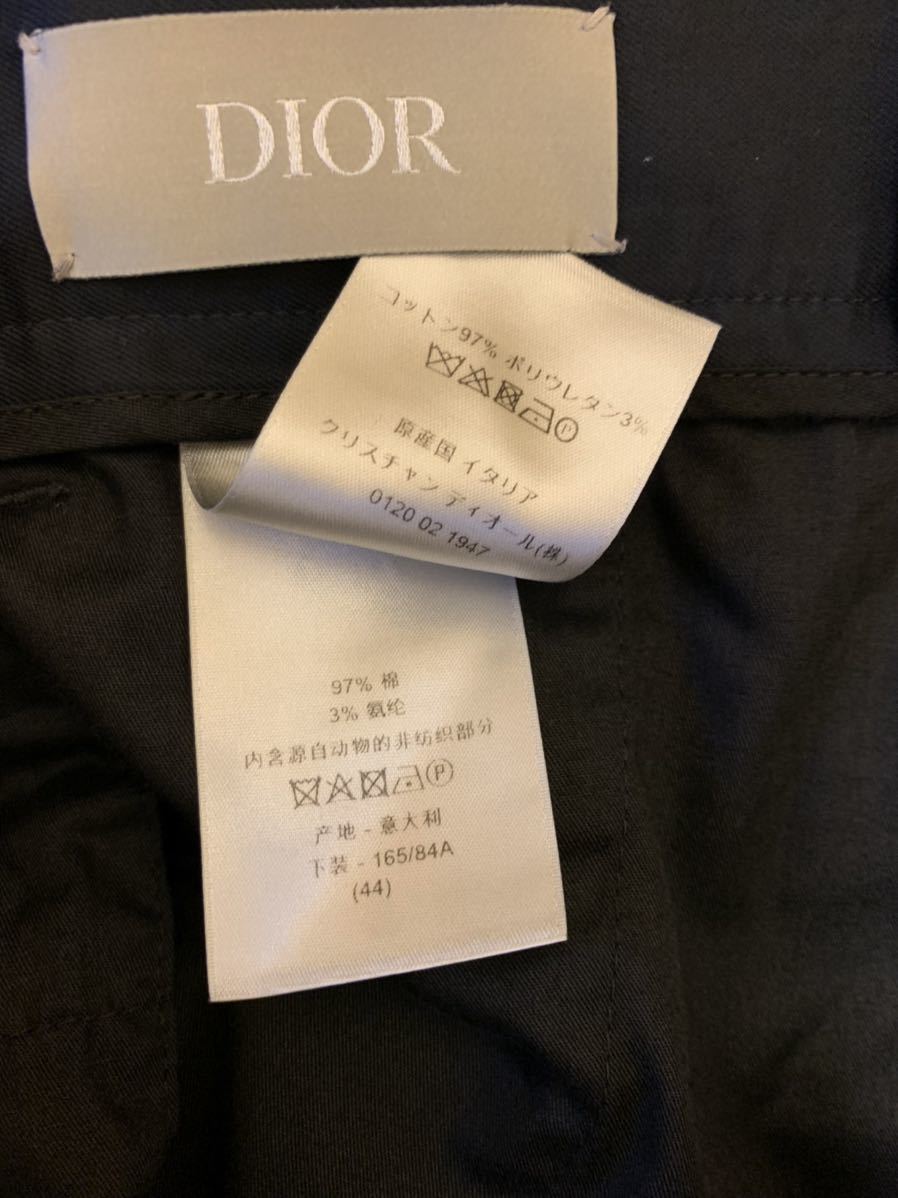 DIOR
コットン97% ポリウレタン3%
P
原産国 イタリア
クリスチャン ディオール(株)
0120 02 1947
97% 棉
3% 氨纶
内含源自动物的非纺织部分
P
产地 - 意大利
下装 - 165/84A
(44)